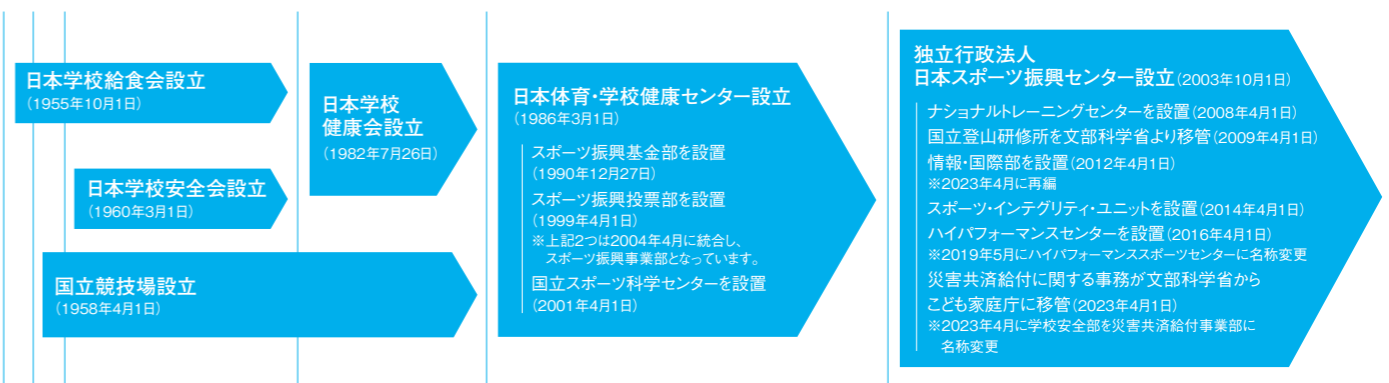 日本学校給食会設立
(1955年10月1日)
日本学校安全会設立
(1960年3月1日)
国立競技場設立
(1958年4月1日)
日本学校
健康会設立
(1982年7月26日)
日本体育・学校健康センター設立
(1986年3月1日)
スポーツ振興基金部を設置
(1990年12月27日)
スポーツ振興投票部を設置
(1999年4月1日)
※上記2つは2004年4月に統合し、
スポーツ振興事業部となっています。
国立スポーツ科学センターを設置
(2001年4月1日)
独立行政法人
日本スポーツ振興センター設立(2003年10月1日)
ナショナルトレーニングセンターを設置(2008年4月1日)
国立登山研修所を文部科学省より移管(2009年4月1日)
情報・国際部を設置(2012年4月1日)
※2023年4月に再編
スポーツ・インテグリティ・ユニットを設置(2014年4月1日)
ハイパフォーマンスセンターを設置(2016年4月1日)
※2019年5月にハイパフォーマンススポーツセンターに名称変更
災害共済給付に関する事務が文部科学省から
こども家庭庁に移管(2023年4月1日)
※2023年4月に学校安全部を災害共済給付事業部に
名称変更